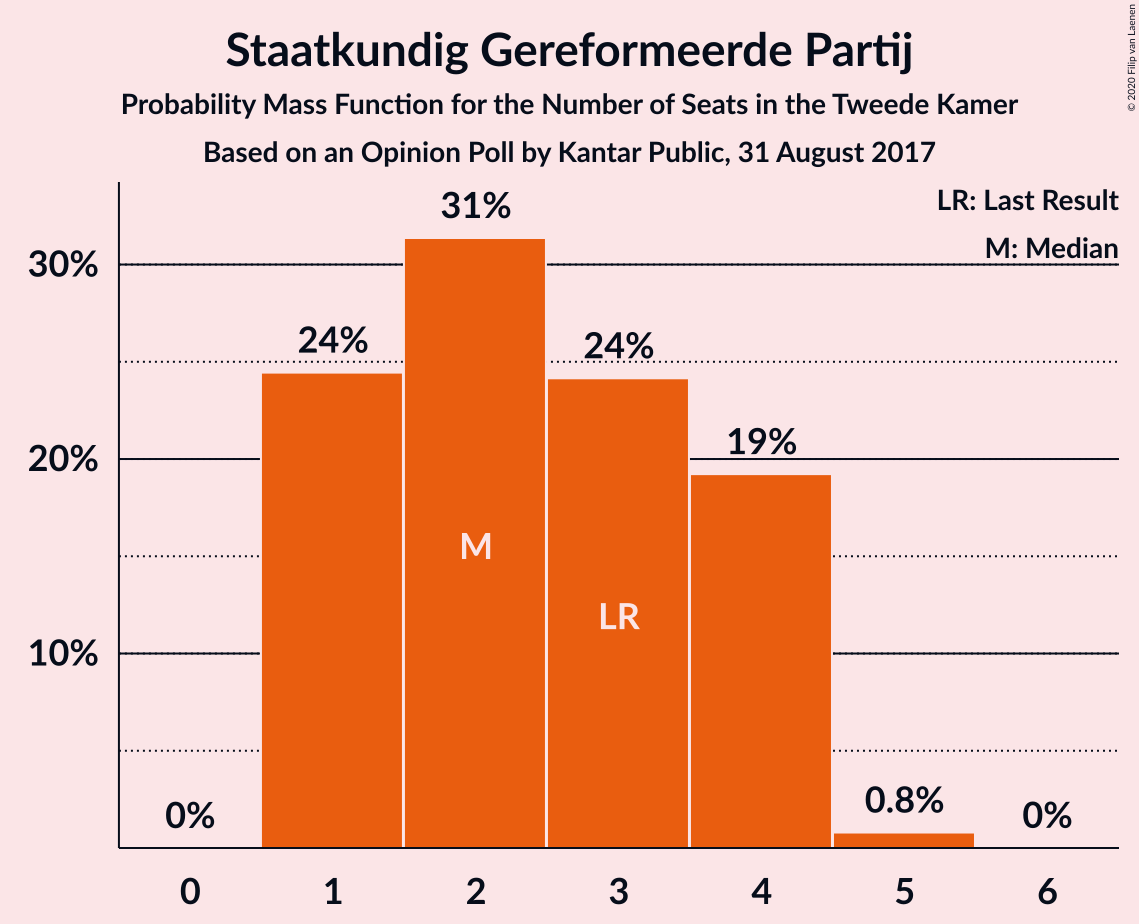 Staatkundig Gereformeerde Partij
Probability Mass Function for the Number of Seats in the Tweede Kamer
Based on an Opinion Poll by Kantar Public, 31 August 2017
© 2020 Filip van Laenen
LR: Last Result
M: Median
30%
20%
10%
0%
24%
31%
24%
19%
0.8%
0%
M
LR
0
1
2
3
4
5
6